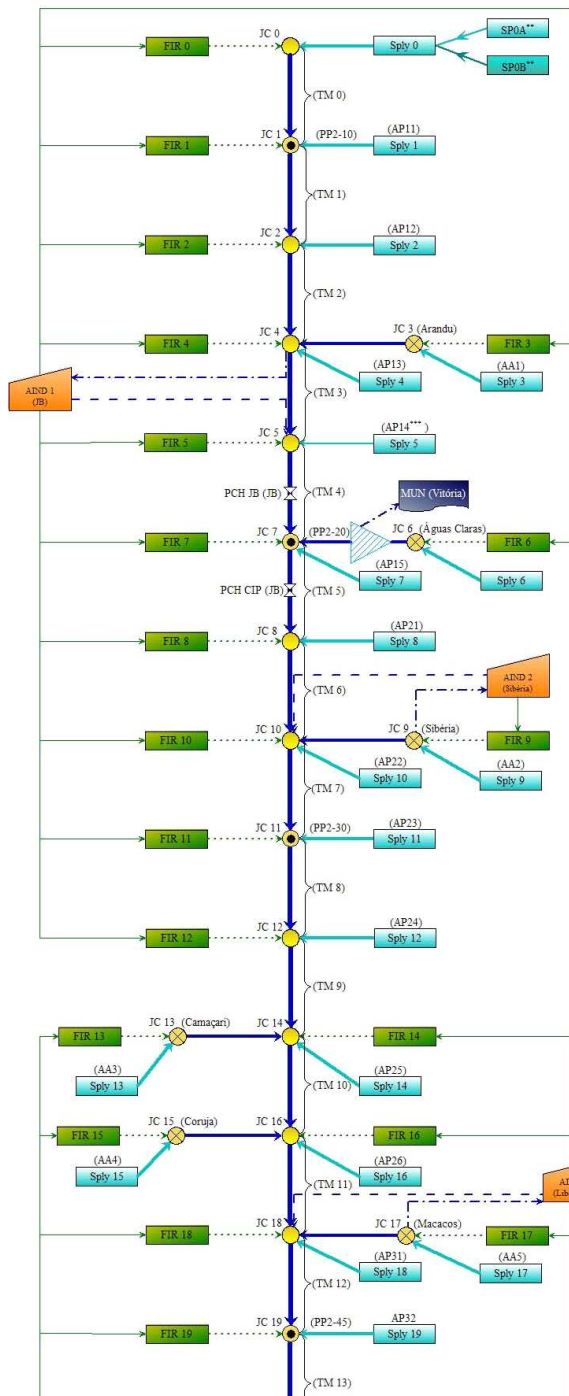 SP0A**
JC 0
FIR 0
Sply 0
SP0B**
(TM 0)
JC 1
(PP2-10)
(AP11)
FIR 1
Sply 1
(TM 1)
JC 2
(AP12)
FIR 2
Sply 2
(TM 2)
JC 4
JC 3 (Arandu)
FIR 4
FIR 3
(AP13)
(AA1)
Sply 4
Sply 3
AIND 1
(JB)
(TM 3)
JC 5
(AP14***)
FIR 5
Sply 5
PCH JB (JB)
(TM 4)
MUN (Vitória)
JC 7
(PP2-20)
JC 6 (Águas Claras)
FIR 7
FIR 6
(AP15)
Sply 7
Sply 6
PCH CIP (JB)
(TM 5)
JC 8
(AP21)
FIR 8
Sply 8
AIND 2
(Sibéria)
(TM 6)
JC 10
JC 9 (Sibéria)
FIR 10
FIR 9
(AP22)
(AA2)
Sply 10
Sply 9
(TM 7)
JC 11
(PP2-30)
(AP23)
FIR 11
Sply 11
(TM 8)
JC 12
(AP24)
FIR 12
Sply 12
(TM 9)
JC 13 (Camaçari)
JC 14
FIR 13
FIR 14
(AA3)
(AP25)
Sply 13
Sply 14
(TM 10)
JC 15 (Coruja)
JC 16
FIR 15
FIR 16
(AA4)
(AP26)
Sply 15
Sply 16
(TM 11)
JC 18
JC 17 (Macacos)
FIR 18
FIR 17
(AP31)
(AA5)
Sply 18
Sply 17
(TM 12)
JC 19
(PP2-45)
AP32
FIR 19
Sply 19
(TM 13)